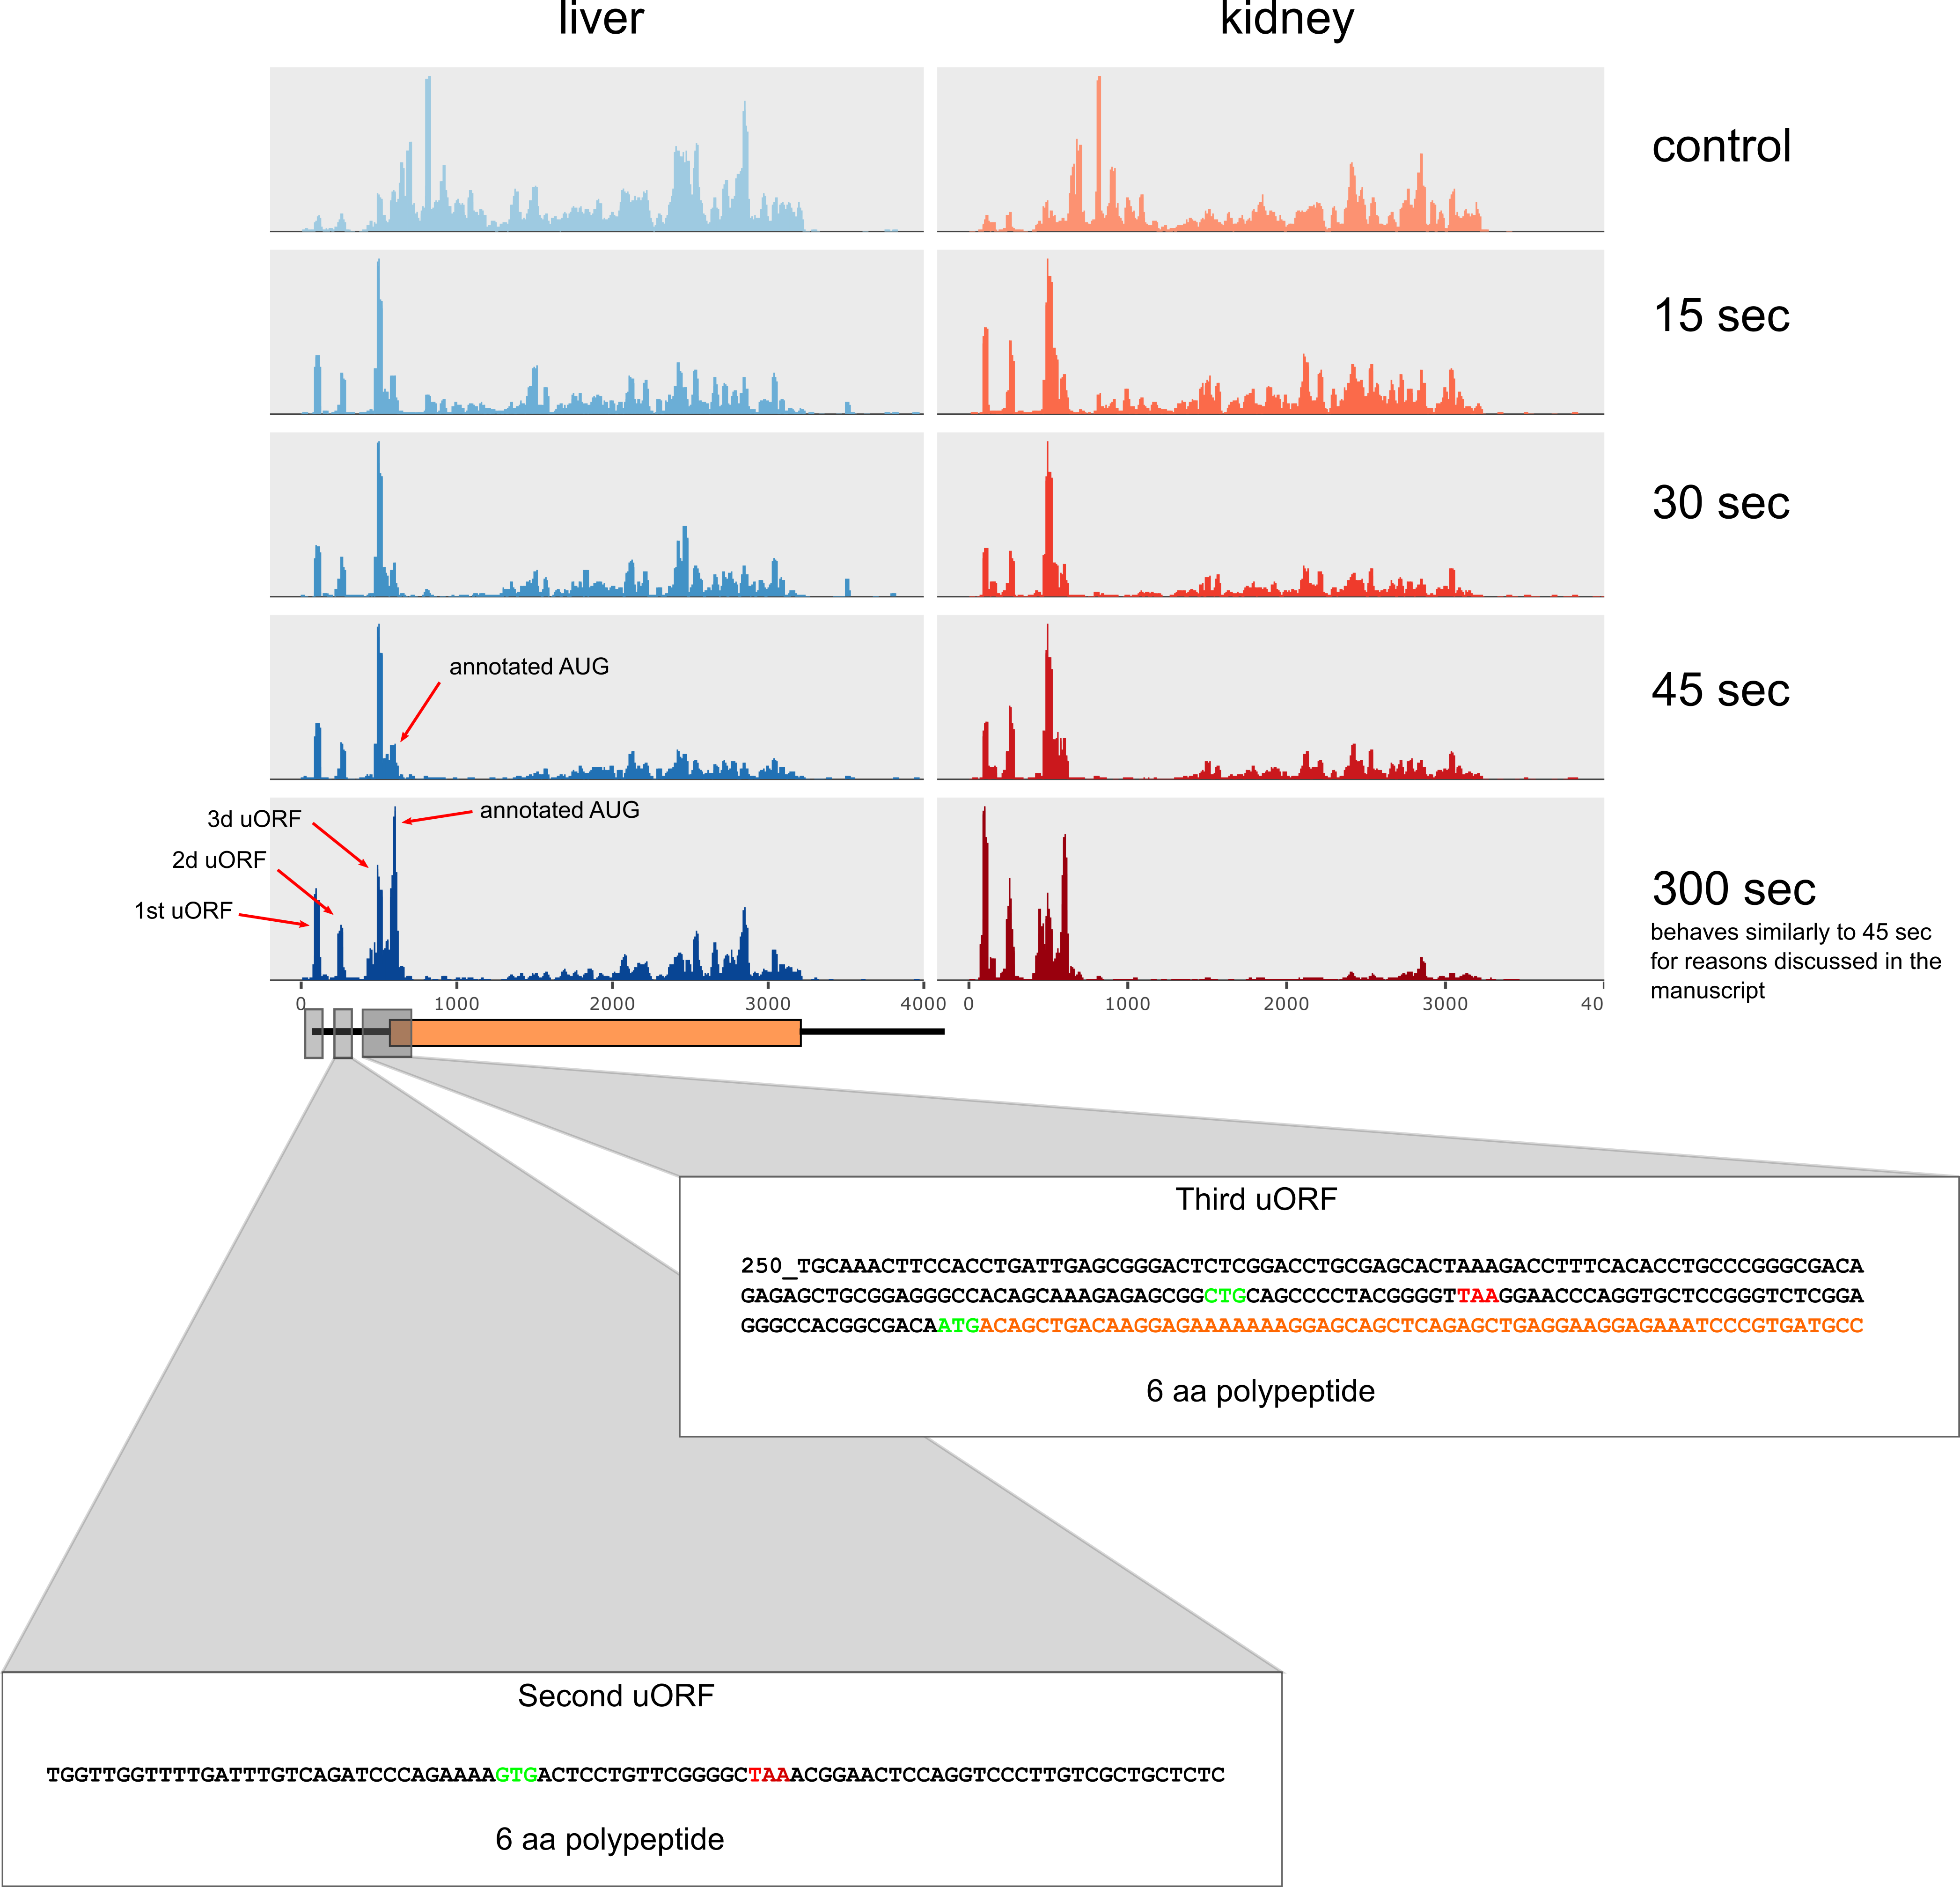 liver
kidney
control
15 sec
30 sec
45 sec
annotated AUG
annotated AUG
3d uORF
2d uORF
1st uORF
300 sec
behaves similarly to 45 sec
for reasons discussed in the
manuscript
0 1000 2000 3000 4000
0 1000 2000 3000 40
Third uORF
250_TGCAAACTTCCACCTGATTGAGCGGGACTCTCGGACCTGCGAGCACTAAAGACCTTTCACACCTGCCCGGGCGACA
GAGAGCTGCGGAGGGCCACAGCAAAGAGAGCGGCTGCAGCCCCTACGGGGTTAAGGAACCCAGGTGCTCCGGGTCTCGGA
GGGCCACGGCGACAATGACAGCTGACAAGGAGAAAAAAAGGAGCAGCTCAGAGCTGAGGAAGGAGAAATCCCGTGATGCC
6 aa polypeptide
Second uORF
TGGTTGGTTTTGATTTGTCAGATCCCAGAAAAGTGACTCCTGTTCGGGGCTAAACGGAACTCCAGGTCCCTTGTCGCTGCTCTC
6 aa polypeptide